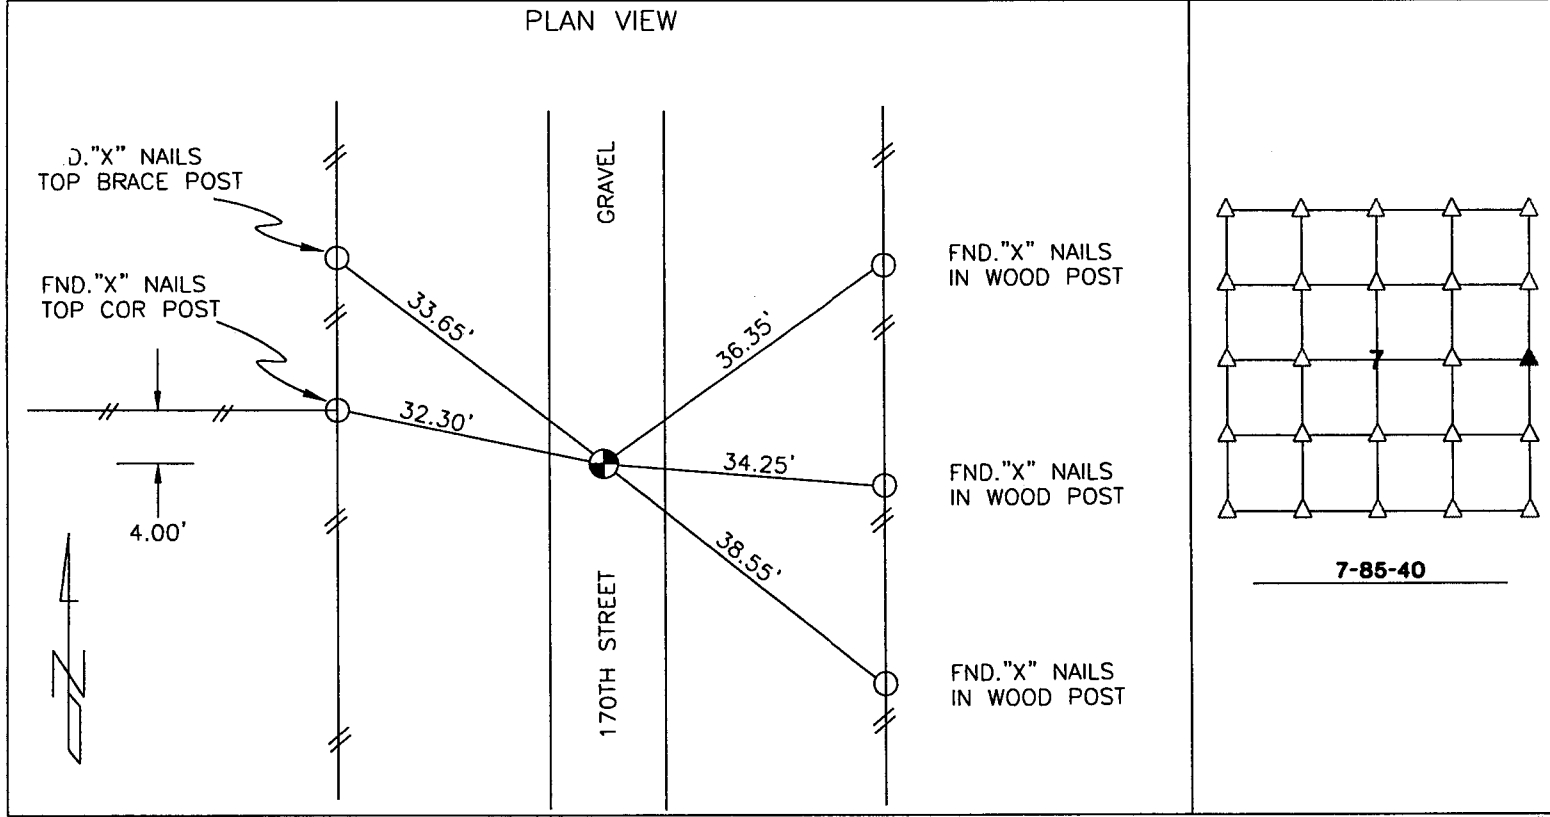 PLAN VIEW
D."X" NAILS
TOP BRACE POST
FND."X" NAILS
TOP COR POST
4.00'
33.65'
32.30'
GRAVEL
170TH STREET
36.35'
34.25'
38.55'
FND."X" NAILS
IN WOOD POST
FND."X" NAILS
IN WOOD POST
FND."X" NAILS
IN WOOD POST
N
7
7-85-40